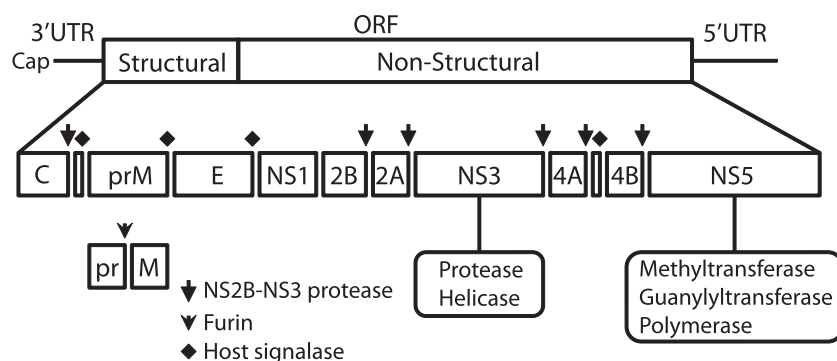 3'UTR ORF 5'UTR
Cap Structural Non-Structural
C prM E NS1 2B 2A NS3 4A 4B NS5
pr M
NS2B-NS3 protease
Furin
Host signalase
Protease
Helicase
Methyltransferase
Guanylyltransferase
Polymerase